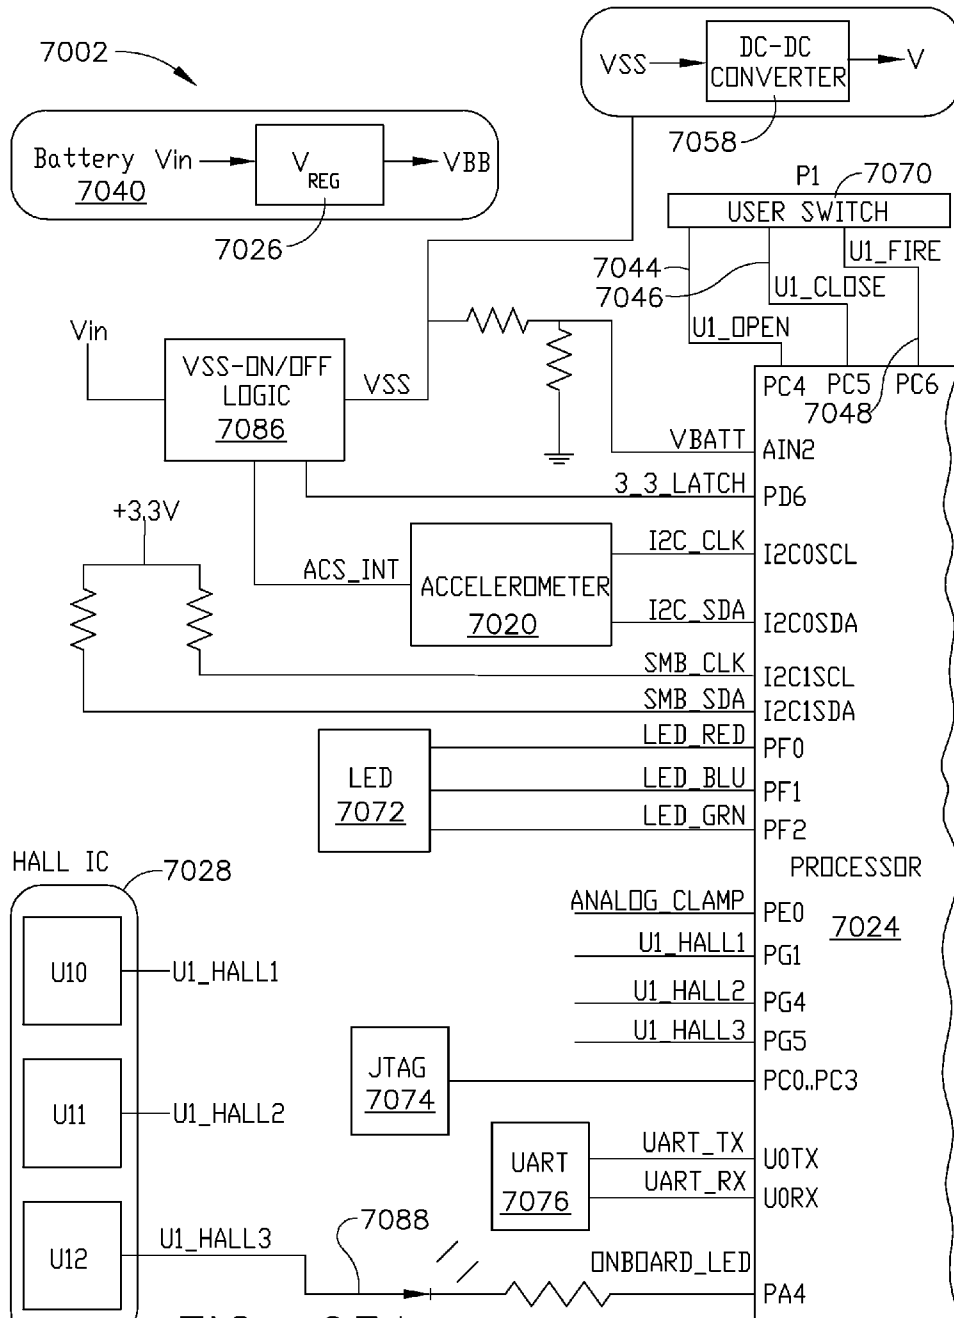 7002
VSS
DC-DC
CONVERTER
V
7058
Battery
7040
Vin
V
REG
VBB
7026
P1
7070
USER SWITCH
7044
7046
U1_FIRE
U1_CLOSE
U1_OPEN
Vin
VSS-ON/OFF
LOGIC
7086
VSS
PC4
PC5
PC6
7048
VBATT
AIN2
3_3_LATCH
PD6
+3.3V
ACS_INT
ACCELEROMETER
7020
I2C_CLK
I2C0SCL
I2C_SDA
I2C0SDA
SMB_CLK
I2C1SCL
SMB_SDA
I2C1SDA
LED
7072
LED_RED
PF0
LED_BLU
PF1
LED_GRN
PF2
PROCESSOR
7024
HALL IC
7028
U10
U1_HALL1
U11
U1_HALL2
U12
U1_HALL3
ANALOG_CLAMP
PE0
U1_HALL1
PG1
U1_HALL2
PG4
U1_HALL3
PG5
JTAG
7074
PC0..PC3
UART
7076
UART_TX
U0TX
UART_RX
U0RX
7088
ONBOARD_LED
PA4